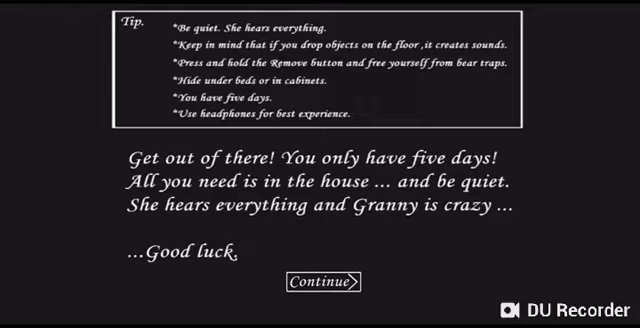 Tip.
*Be quiet. She hears everything.
*Keep in mind that if you drop objects on the floor ,it creates sounds.
*Press and hold the Remove button and free yourself from bear traps.
*Hide under beds or in cabinets.
*You have five days.
*Use headphones for best experience.
Get out of there! You only have five days!
All you need is in the house ... and be quiet.
She hears everything and Granny is crazy ...
...Good luck.
Continue
DU Recorder